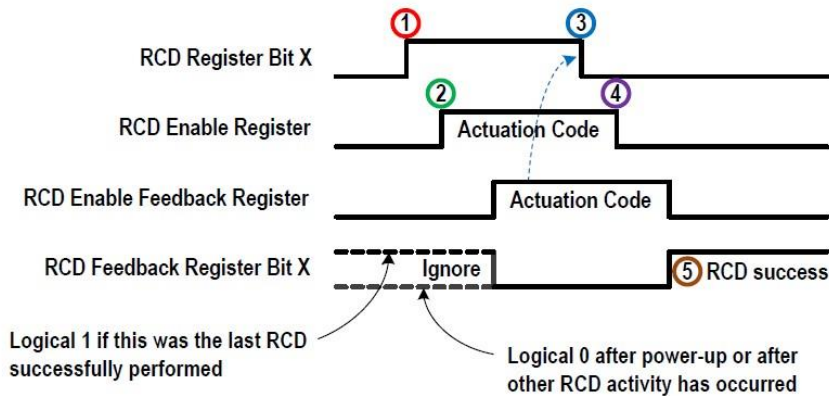 1
3
RCD Register Bit X
2
4
RCD Enable Register
Actuation Code
RCD Enable Feedback Register
Actuation Code
RCD Feedback Register Bit X
Ignore
5 RCD success
Logical 1 if this was the last RCD
successfully performed
Logical 0 after power-up or after
other RCD activity has occurred